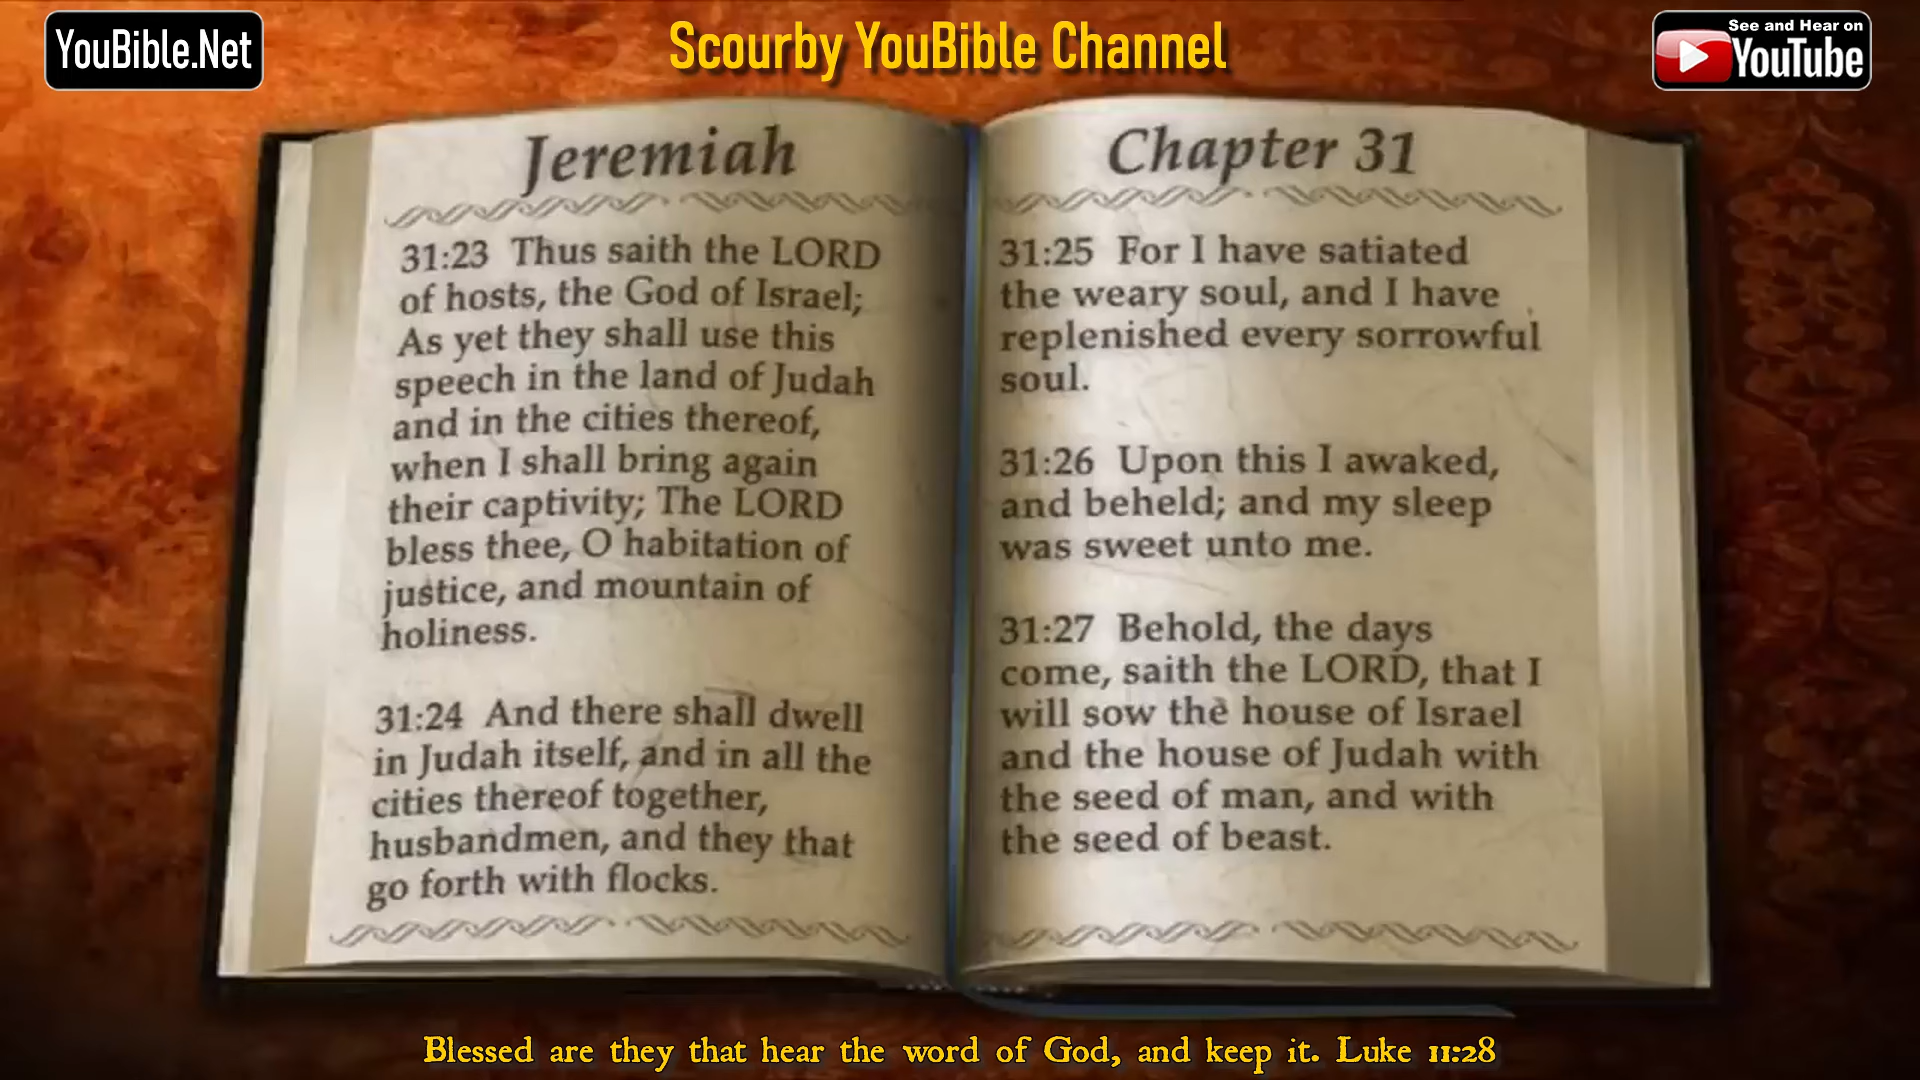 YouBible.Net
Scourby YouBible Channel
See and Hear on
YouTube
Jeremiah
31:23 Thus saith the LORD
of hosts, the God of Israel;
As yet they shall use this
speech in the land of Judah
and in the cities thereof,
when I shall bring again
their captivity; The LORD
bless thee, O habitation of
justice, and mountain of
holiness.
31:24 And there shall dwell
in Judah itself, and in all the
cities thereof together,
husbandmen, and they that
go forth with flocks.
Chapter 31
31:25 For I have satiated
the weary soul, and I have
replenished every sorrowful
soul.
31:26 Upon this I awaked,
and beheld; and my sleep
was sweet unto me.
31:27 Behold, the days
come, saith the LORD, that I
will sow the house of Israel
and the house of Judah with
the seed of man, and with
the seed of beast.
Blessed are they that hear the word of God, and keep it. Luke 11:28